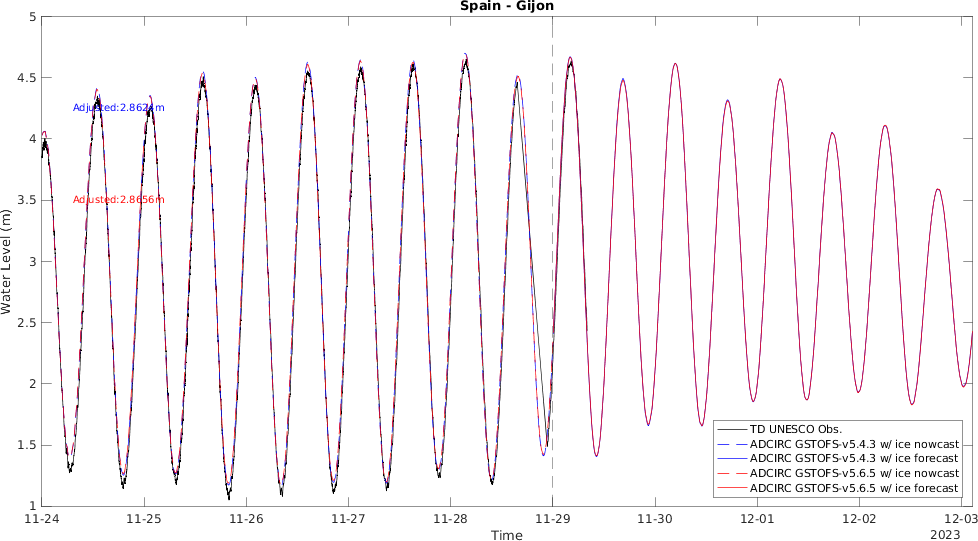 Spain - Gijon
5
4.5
4
3.5
3
2.5
2
1.5
1
Water Level (m)
Adjusted:2.8624m
Adjusted:2.8656m
TD UNESCO Obs.
ADCIRC GSTOFS-v5.4.3 w/ ice nowcast
ADCIRC GSTOFS-v5.4.3 w/ ice forecast
ADCIRC GSTOFS-v5.6.5 w/ ice nowcast
ADCIRC GSTOFS-v5.6.5 w/ ice forecast
11-24 11-25 11-26 11-27 11-28 11-29 11-30 12-01 12-02 12-03
Time
2023